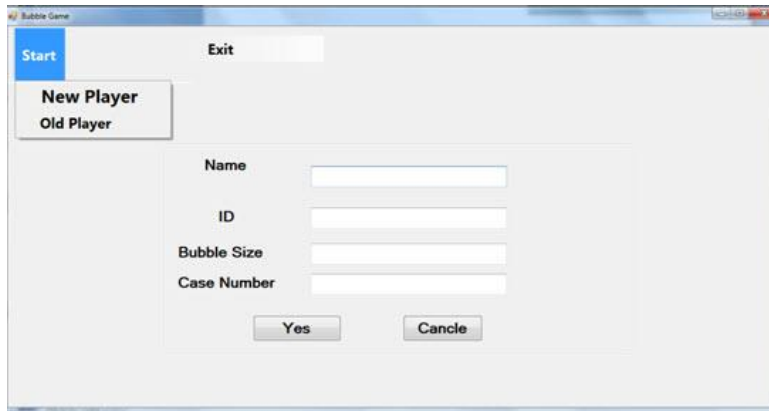 Bubble Game
Start
Exit
New Player
Old Player
Name
ID
Bubble Size
Case Number
Yes
Cancle